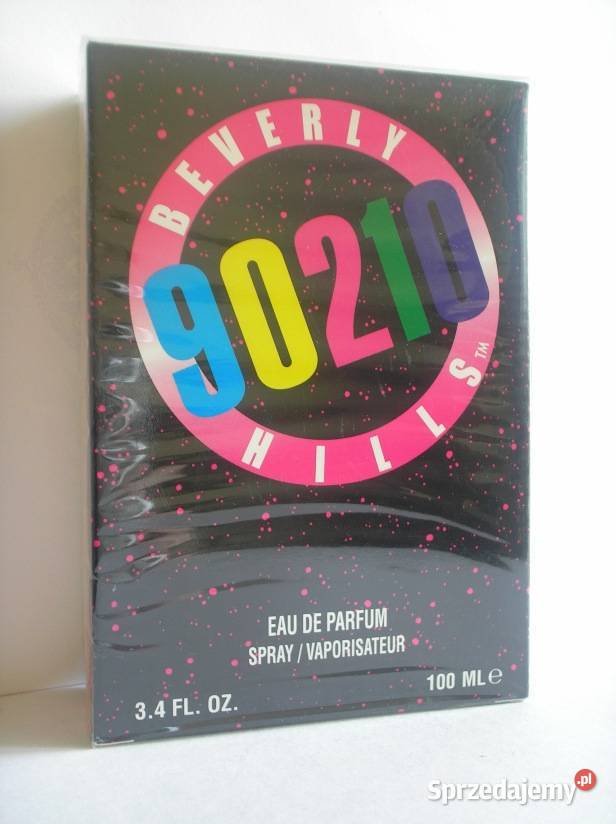 BEVERLY
90210
HILLS™
EAU DE PARFUM
SPRAY / VAPORISATEUR
100 ML ℮
3.4 FL. OZ.
Sprzedajemy.pl